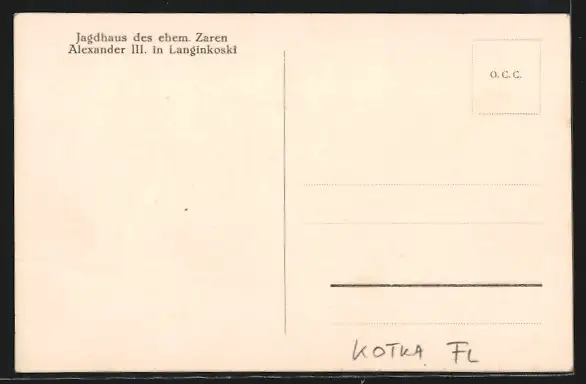 Jagdhaus des ehem. Zaren
Alexander III. in Langinkoski
O. C. C.
KOTKA FL